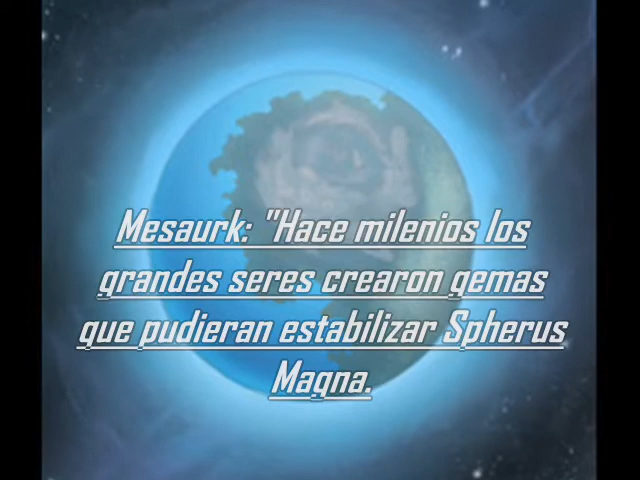 Mesaurk: "Hace milenios los
grandes seres crearon gemas
que pudieran estabilizar Spherus
Magna.